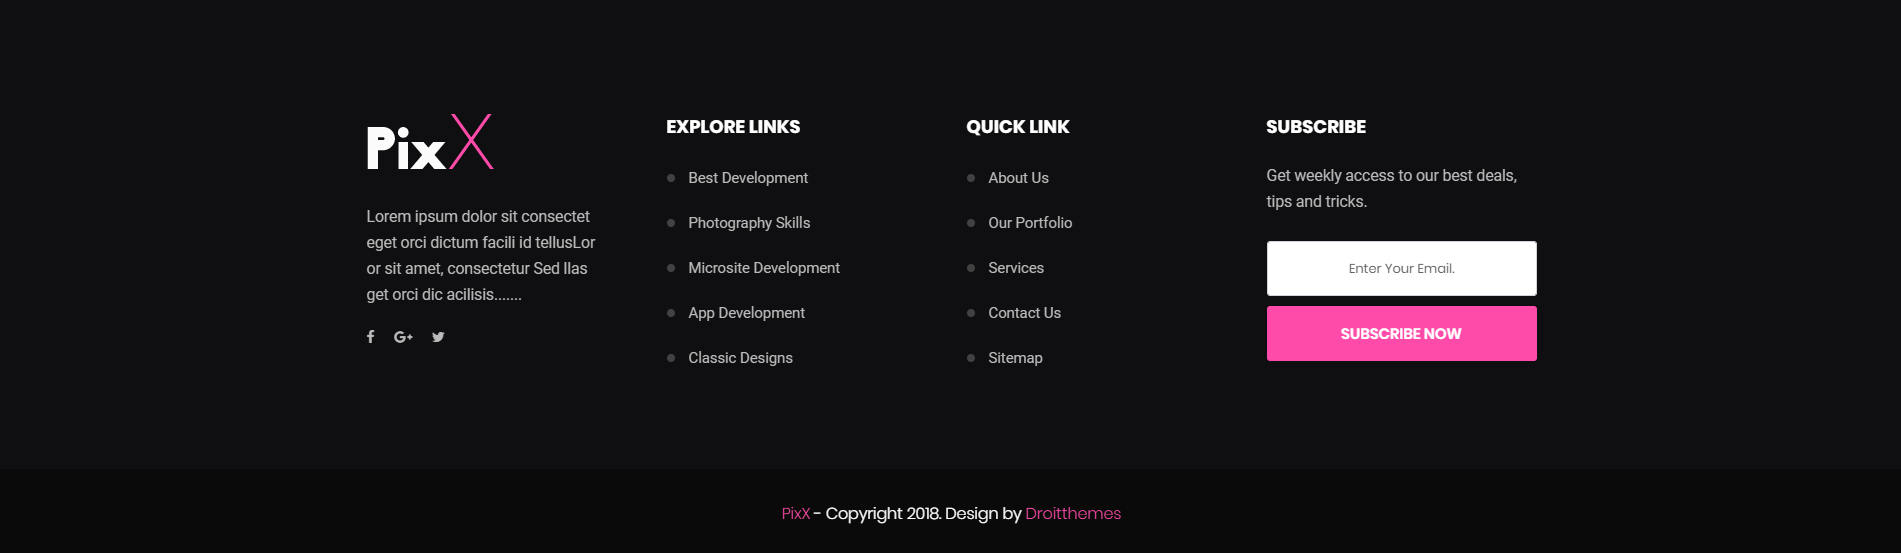 PixX
Lorem ipsum dolor sit consectet
eget orci dictum facili id tellusLor
or sit amet, consectetur Sed llas
get orci dic acilisis.......
EXPLORE LINKS
Best Development
Photography Skills
Microsite Development
App Development
Classic Designs
QUICK LINK
About Us
Our Portfolio
Services
Contact Us
Sitemap
SUBSCRIBE
Get weekly access to our best deals,
tips and tricks.
Enter Your Email.
SUBSCRIBE NOW
PixX - Copyright 2018. Design by Droitthemes